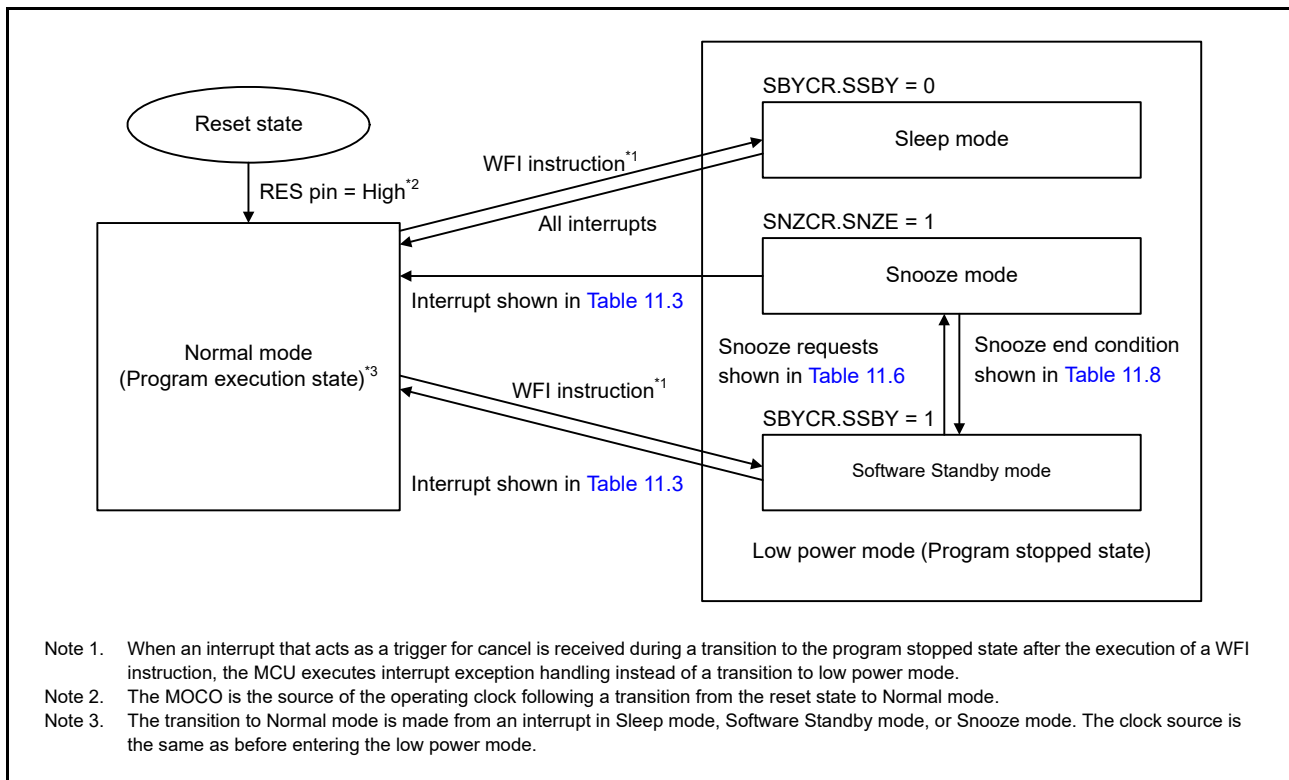 SBYCR.SSBY = 0
Reset state
Sleep mode
WFI instruction*1
RES pin = High*2
All interrupts
SNZCR.SNZE = 1
Snooze mode
Interrupt shown in Table 11.3
Normal mode
(Program execution state)*3
Snooze requests
shown in Table 11.6
Snooze end condition
shown in Table 11.8
WFI instruction*1
SBYCR.SSBY = 1
Software Standby mode
Interrupt shown in Table 11.3
Low power mode (Program stopped state)
Note 1. When an interrupt that acts as a trigger for cancel is received during a transition to the program stopped state after the execution of a WFI
instruction, the MCU executes interrupt exception handling instead of a transition to low power mode.
Note 2. The MOCO is the source of the operating clock following a transition from the reset state to Normal mode.
Note 3. The transition to Normal mode is made from an interrupt in Sleep mode, Software Standby mode, or Snooze mode. The clock source is
the same as before entering the low power mode.